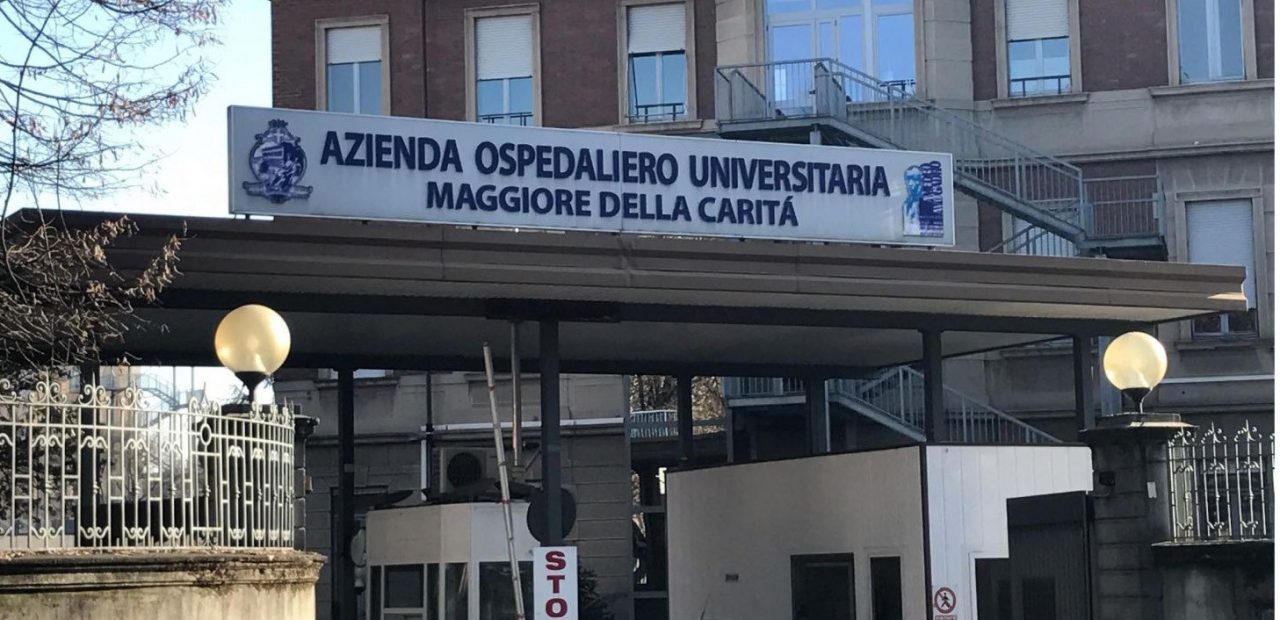 AZIENDA OSPEDALIERO UNIVERSITARIA
MAGGIORE DELLA CARITÁ
STO